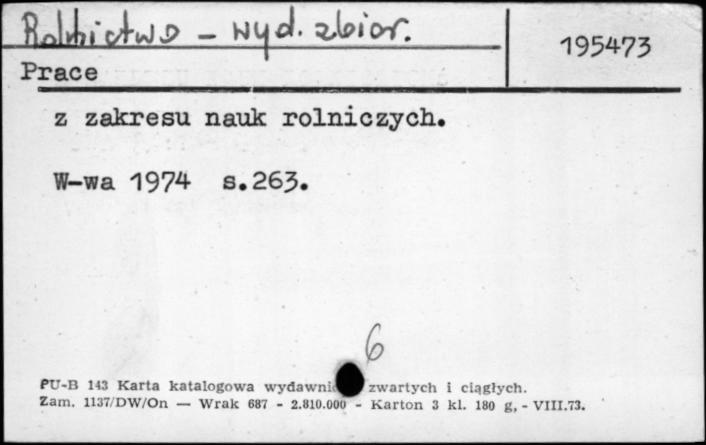 Rolnictwo - wyd. zbior.
195473
Prace
z zakresu nauk rolniczych.
W-wa 1974 s.263.
6
PU-B 143 Karta katalogowa wydawni zwartych i ciągłych.
Zam. 1137/DW/On — Wrak 687 - 2.810.000 - Karton 3 kl. 180 g, - VIII.73.